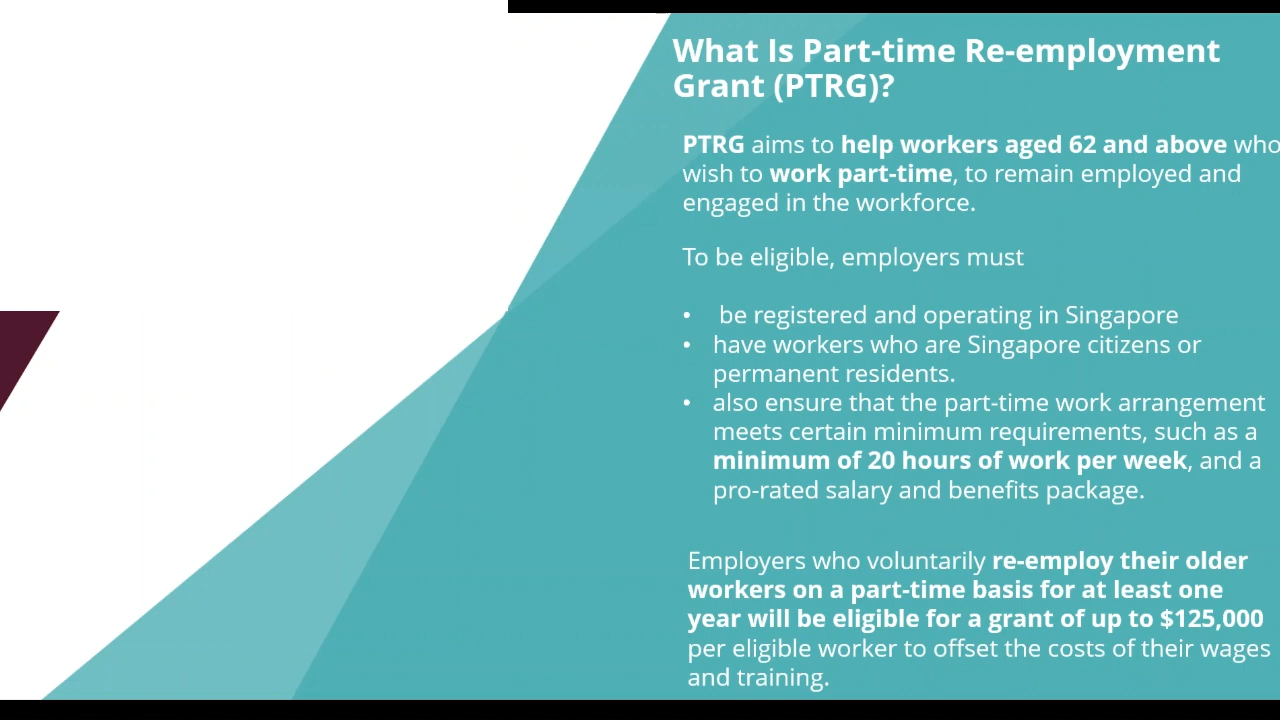 What Is Part-time Re-employment
Grant (PTRG)?
PTRG aims to help workers aged 62 and above who
wish to work part-time, to remain employed and
engaged in the workforce.
To be eligible, employers must
• be registered and operating in Singapore
• have workers who are Singapore citizens or
permanent residents.
• also ensure that the part-time work arrangement
meets certain minimum requirements, such as a
minimum of 20 hours of work per week, and a
pro-rated salary and benefits package.
Employers who voluntarily re-employ their older
workers on a part-time basis for at least one
year will be eligible for a grant of up to $125,000
per eligible worker to offset the costs of their wages
and training.